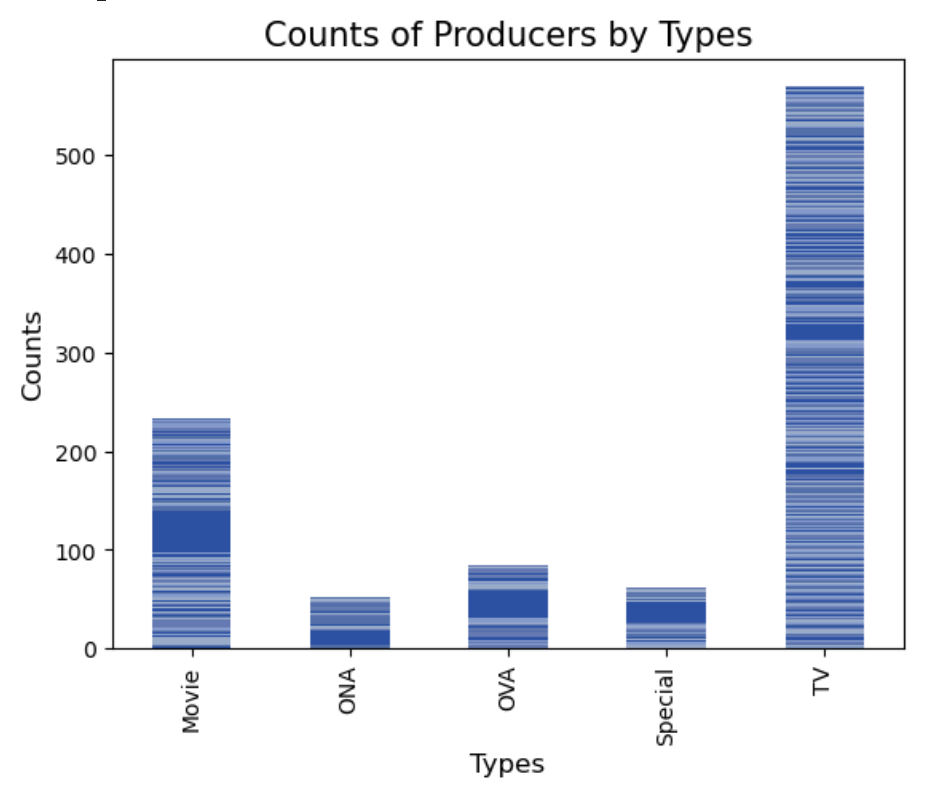 Counts of Producers by Types
Counts
500
400
300
200
100
0
Movie
ONA
OVA
Special
TV
Types